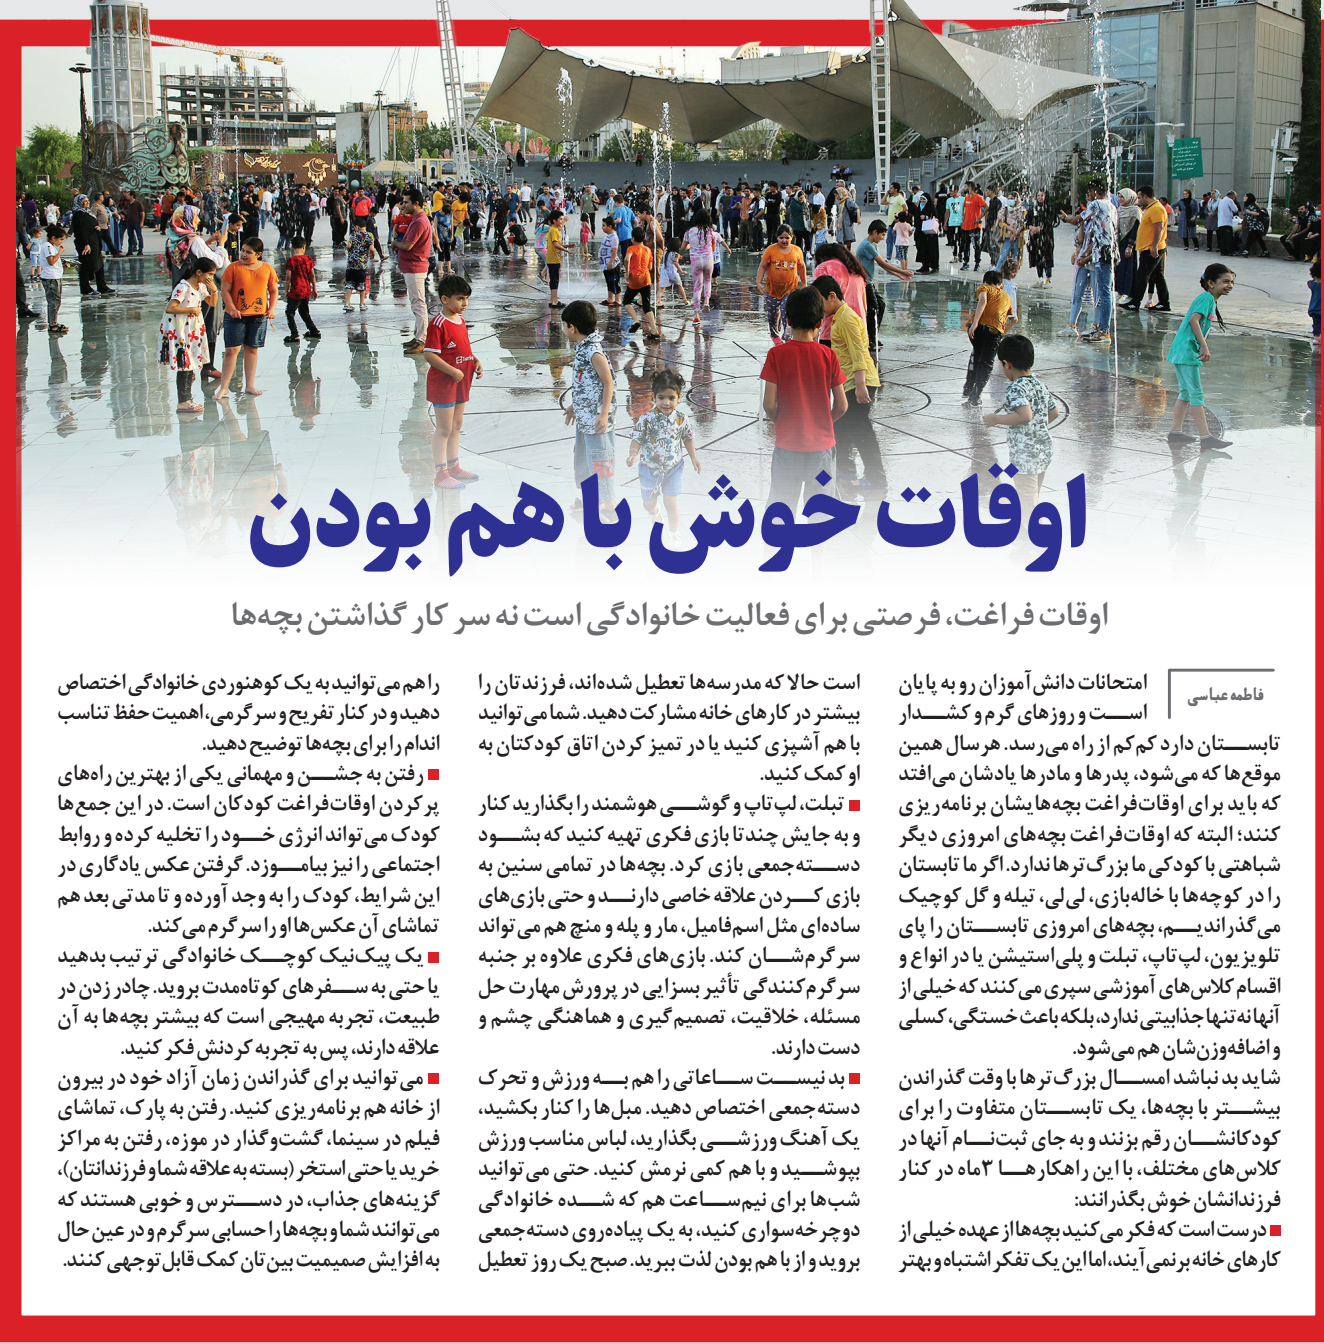 اوقات خوش با هم بودن
اوقات فراغت، فرصتی برای فعالیت خانوادگی است نه سر کار گذاشتن بچه‌ها
فاطمه عباسی
امتحانات دانش‌آموزان رو به پایان
است و روزهای گرم و کشدار
تابستان دارد کم‌کم از راه می‌رسد. هر سال همین
موقع‌ها که می‌شود، پدرها و مادرها یادشان می‌افتد
که باید برای اوقات‌فراغت بچه‌هایشان برنامه‌ریزی
کنند؛ البته که اوقات‌فراغت بچه‌های امروزی دیگر
شباهتی با کودکی ما بزرگ‌ترها ندارد. اگر ما تابستان
را در کوچه‌ها با خاله‌بازی، لی‌لی، تیله و گل کوچیک
می‌گذراندیم، بچه‌های امروزی تابستان را پای
تلویزیون، لپ‌تاپ، تبلت و پلی‌استیشن یا در انواع و
اقسام کلاس‌های آموزشی سپری می‌کنند که خیلی از
آنها نه تنها جذابیتی ندارد، بلکه باعث خستگی، کسلی
و اضافه‌وزن‌شان هم می‌شود.
شاید بد نباشد امسال بزرگ‌ترها با وقت گذراندن
بیشتر با بچه‌ها، یک تابستان متفاوت را برای
کودکانشان رقم بزنند و به جای ثبت‌نام آنها در
کلاس‌های مختلف، با این راهکارها ۳ماه در کنار
فرزندانشان خوش بگذرانند:
■ درست است که فکر می‌کنید بچه‌ها از عهده خیلی از
کارهای خانه برنمی‌آیند، اما این یک تفکر اشتباه و بهتر
است حالا که مدرسه‌ها تعطیل شده‌اند، فرزندتان را
بیشتر در کارهای خانه مشارکت دهید. شما می‌توانید
با هم آشپزی کنید یا در تمیز کردن اتاق کودکتان به
او کمک کنید.
■ تبلت، لپ‌تاپ و گوشی هوشمند را بگذارید کنار
و به جایش چندتا بازی فکری تهیه کنید که بشود
دسته‌جمعی بازی کرد. بچه‌ها در تمامی سنین به
بازی کردن علاقه خاصی دارند و حتی بازی‌های
ساده‌ای مثل اسم‌فامیل، مار و پله و منچ هم می‌تواند
سرگرم‌شان کند. بازی‌های فکری علاوه بر جنبه
سرگرم‌کنندگی تأثیر بسزایی در پرورش مهارت حل
مسئله، خلاقیت، تصمیم‌گیری و هماهنگی چشم و
دست دارند.
■ بد نیست ساعاتی را هم به ورزش و تحرک
دسته‌جمعی اختصاص دهید. مبل‌ها را کنار بکشید،
یک آهنگ ورزشی بگذارید، لباس مناسب ورزش
بپوشید و با هم کمی نرمش کنید. حتی می‌توانید
شب‌ها برای نیم‌ساعت هم که شده خانوادگی
دوچرخه‌سواری کنید، به یک پیاده‌روی دسته‌جمعی
بروید و از با هم بودن لذت ببرید. صبح یک روز تعطیل
را هم می‌توانید به یک کوهنوردی خانوادگی اختصاص
دهید و در کنار تفریح و سرگرمی، اهمیت حفظ تناسب
اندام را برای بچه‌ها توضیح دهید.
■ رفتن به جشن و مهمانی یکی از بهترین راه‌های
پر کردن اوقات‌فراغت کودکان است. در این جمع‌ها
کودک می‌تواند انرژی خود را تخلیه کرده و روابط
اجتماعی را نیز بیاموزد. گرفتن عکس یادگاری در
این شرایط، کودک را به وجد آورده و تا مدتی بعد هم
تماشای آن عکس‌ها او را سرگرم می‌کند.
■ یک پیک‌نیک کوچک خانوادگی ترتیب بدهید
یا حتی به سفرهای کوتاه‌مدت بروید. چادر زدن در
طبیعت، تجربه مهیجی است که بیشتر بچه‌ها به آن
علاقه دارند، پس به تجربه کردنش فکر کنید.
■ می‌توانید برای گذراندن زمان آزاد خود در بیرون
از خانه هم برنامه‌ریزی کنید. رفتن به پارک، تماشای
فیلم در سینما، گشت‌وگذار در موزه، رفتن به مراکز
خرید یا حتی استخر (بسته به علاقه شما و فرزندانتان)،
گزینه‌های جذاب، در دسترس و خوبی هستند که
می‌توانند شما و بچه‌ها را حسابی سرگرم و در عین حال
به افزایش صمیمیت بین‌تان کمک قابل توجهی کنند.